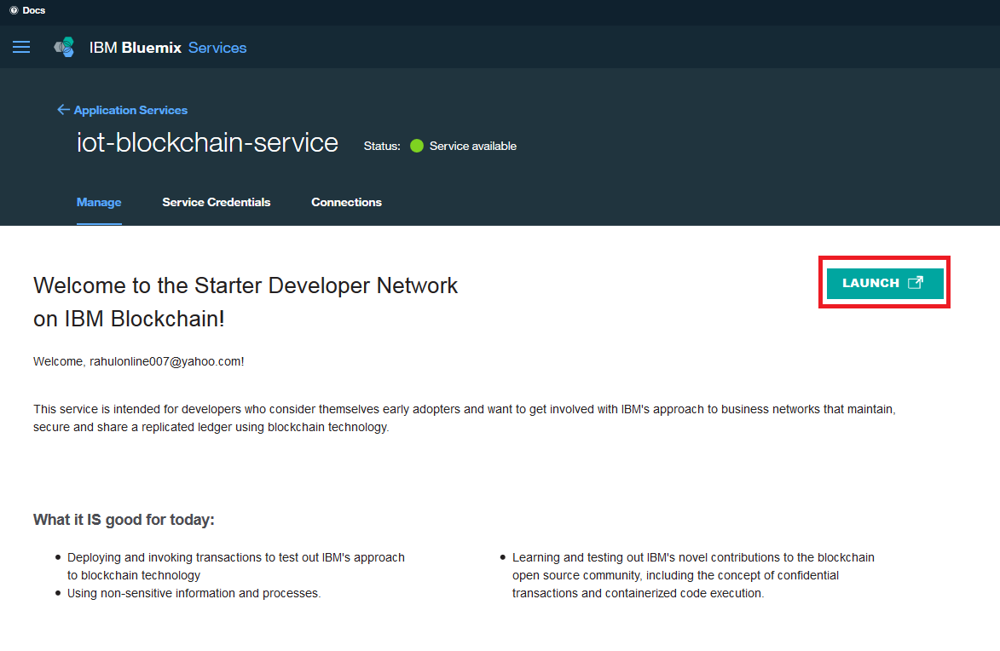 Docs
IBM Bluemix Services
Application Services
iot-blockchain-service
Status: Service available
Manage Service Credentials Connections
Welcome to the Starter Developer Network
on IBM Blockchain!
LAUNCH
Welcome, rahulonline007@yahoo.com!
This service is intended for developers who consider themselves early adopters and want to get involved with IBM's approach to business networks that maintain,
secure and share a replicated ledger using blockchain technology.
What it IS good for today:
Deploying and invoking transactions to test out IBM's approach
to blockchain technology
Using non-sensitive information and processes.
Learning and testing out IBM's novel contributions to the blockchain
open source community, including the concept of confidential
transactions and containerized code execution.